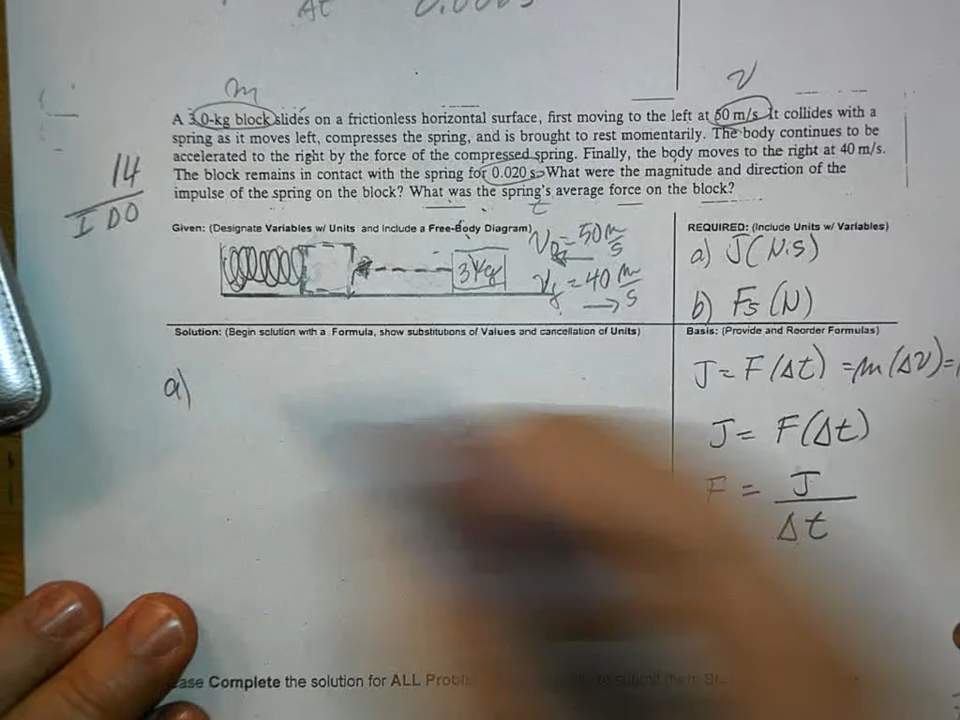 Δt
m
v
A 3.0-kg block slides on a frictionless horizontal surface, first moving to the left at 50 m/s. It collides with a
spring as it moves left, compresses the spring, and is brought to rest momentarily. The body continues to be
accelerated to the right by the force of the compressed spring. Finally, the body moves to the right at 40 m/s.
The block remains in contact with the spring for 0.020 s. What were the magnitude and direction of the
impulse of the spring on the block? What was the spring's average force on the block?
14
I DO
t
Given: (Designate Variables w/ Units and Include a Free-Body Diagram)
3 kg
= 50 m/s
Vf = 40 m/s
REQUIRED: (Include Units w/ Variables)
a) J (N·s)
b) Fs (N)
Solution: (Begin solution with a Formula, show substitutions of Values and cancellation of Units)
a)
Basis: (Provide and Reorder Formulas)
J = F (Δt) = m (Δv) =
J = F (Δt)
F = J / Δt
Complete the solution for ALL